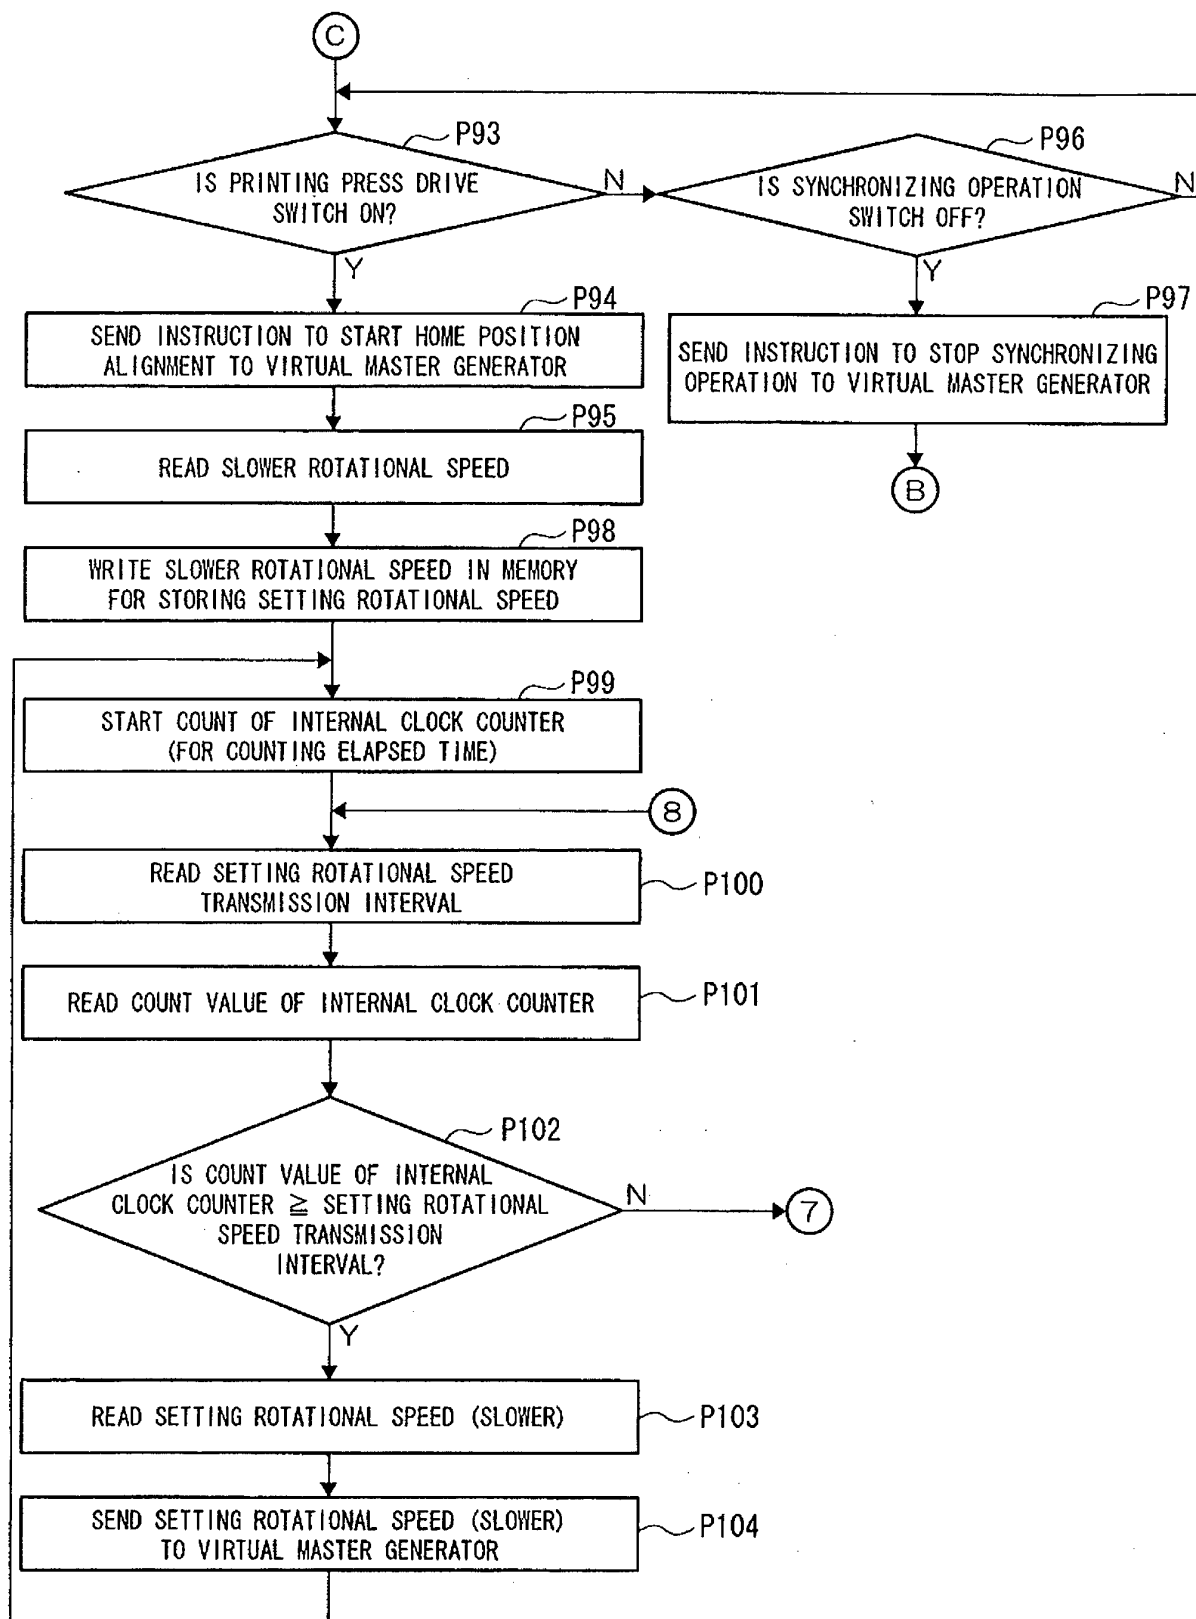 C
P93
IS PRINTING PRESS DRIVE
SWITCH ON?
N
Y
P96
IS SYNCHRONIZING OPERATION
SWITCH OFF?
N
Y
P94
SEND INSTRUCTION TO START HOME POSITION
ALIGNMENT TO VIRTUAL MASTER GENERATOR
P97
SEND INSTRUCTION TO STOP SYNCHRONIZING
OPERATION TO VIRTUAL MASTER GENERATOR
B
P95
READ SLOWER ROTATIONAL SPEED
P98
WRITE SLOWER ROTATIONAL SPEED IN MEMORY
FOR STORING SETTING ROTATIONAL SPEED
P99
START COUNT OF INTERNAL CLOCK COUNTER
(FOR COUNTING ELAPSED TIME)
8
READ SETTING ROTATIONAL SPEED
TRANSMISSION INTERVAL
P100
READ COUNT VALUE OF INTERNAL CLOCK COUNTER
P101
P102
IS COUNT VALUE OF INTERNAL
CLOCK COUNTER ≧ SETTING ROTATIONAL
SPEED TRANSMISSION
INTERVAL?
N
7
Y
READ SETTING ROTATIONAL SPEED (SLOWER)
P103
SEND SETTING ROTATIONAL SPEED (SLOWER)
TO VIRTUAL MASTER GENERATOR
P104